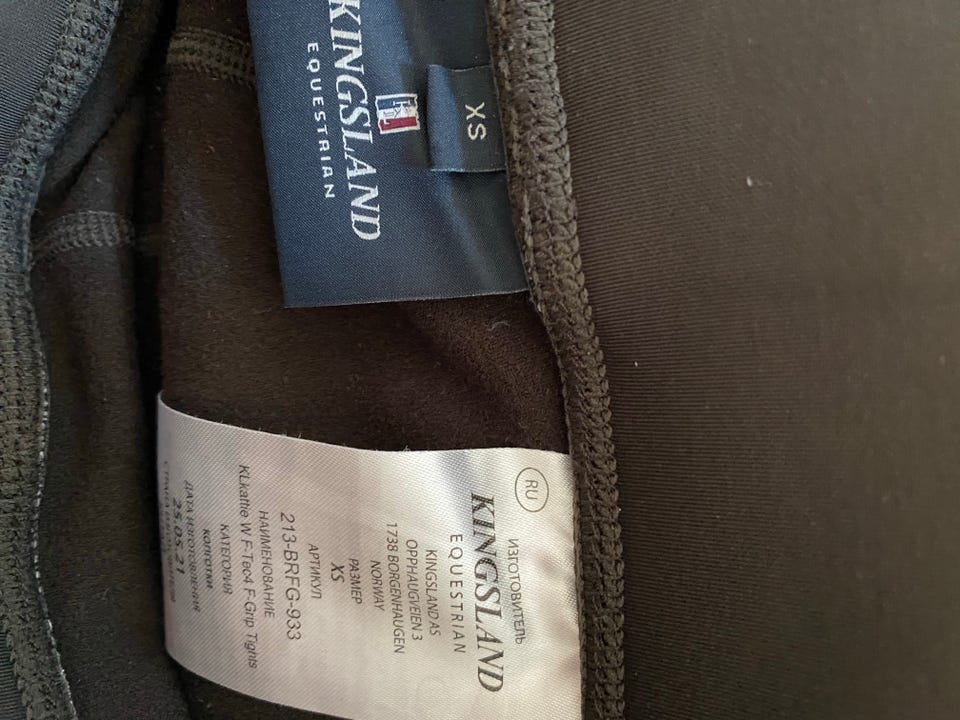 KINGSLAND
EQUESTRIAN
XS
RU
ИЗГОТОВИТЕЛЬ
KINGSLAND
EQUESTRIAN
KINGSLAND AS
OPPHAUGVEIEN 3
1738 BORGENHAUGEN
NORWAY
РАЗМЕР
XS
АРТИКУЛ
213-BRFG-933
НАИМЕНОВАНИЕ
KLkattie W F-Tec4 F-Grip Tights
КАТЕГОРИЯ
КОЛГОТКИ
ДАТА ИЗГОТОВЛЕНИЯ
25.05.21